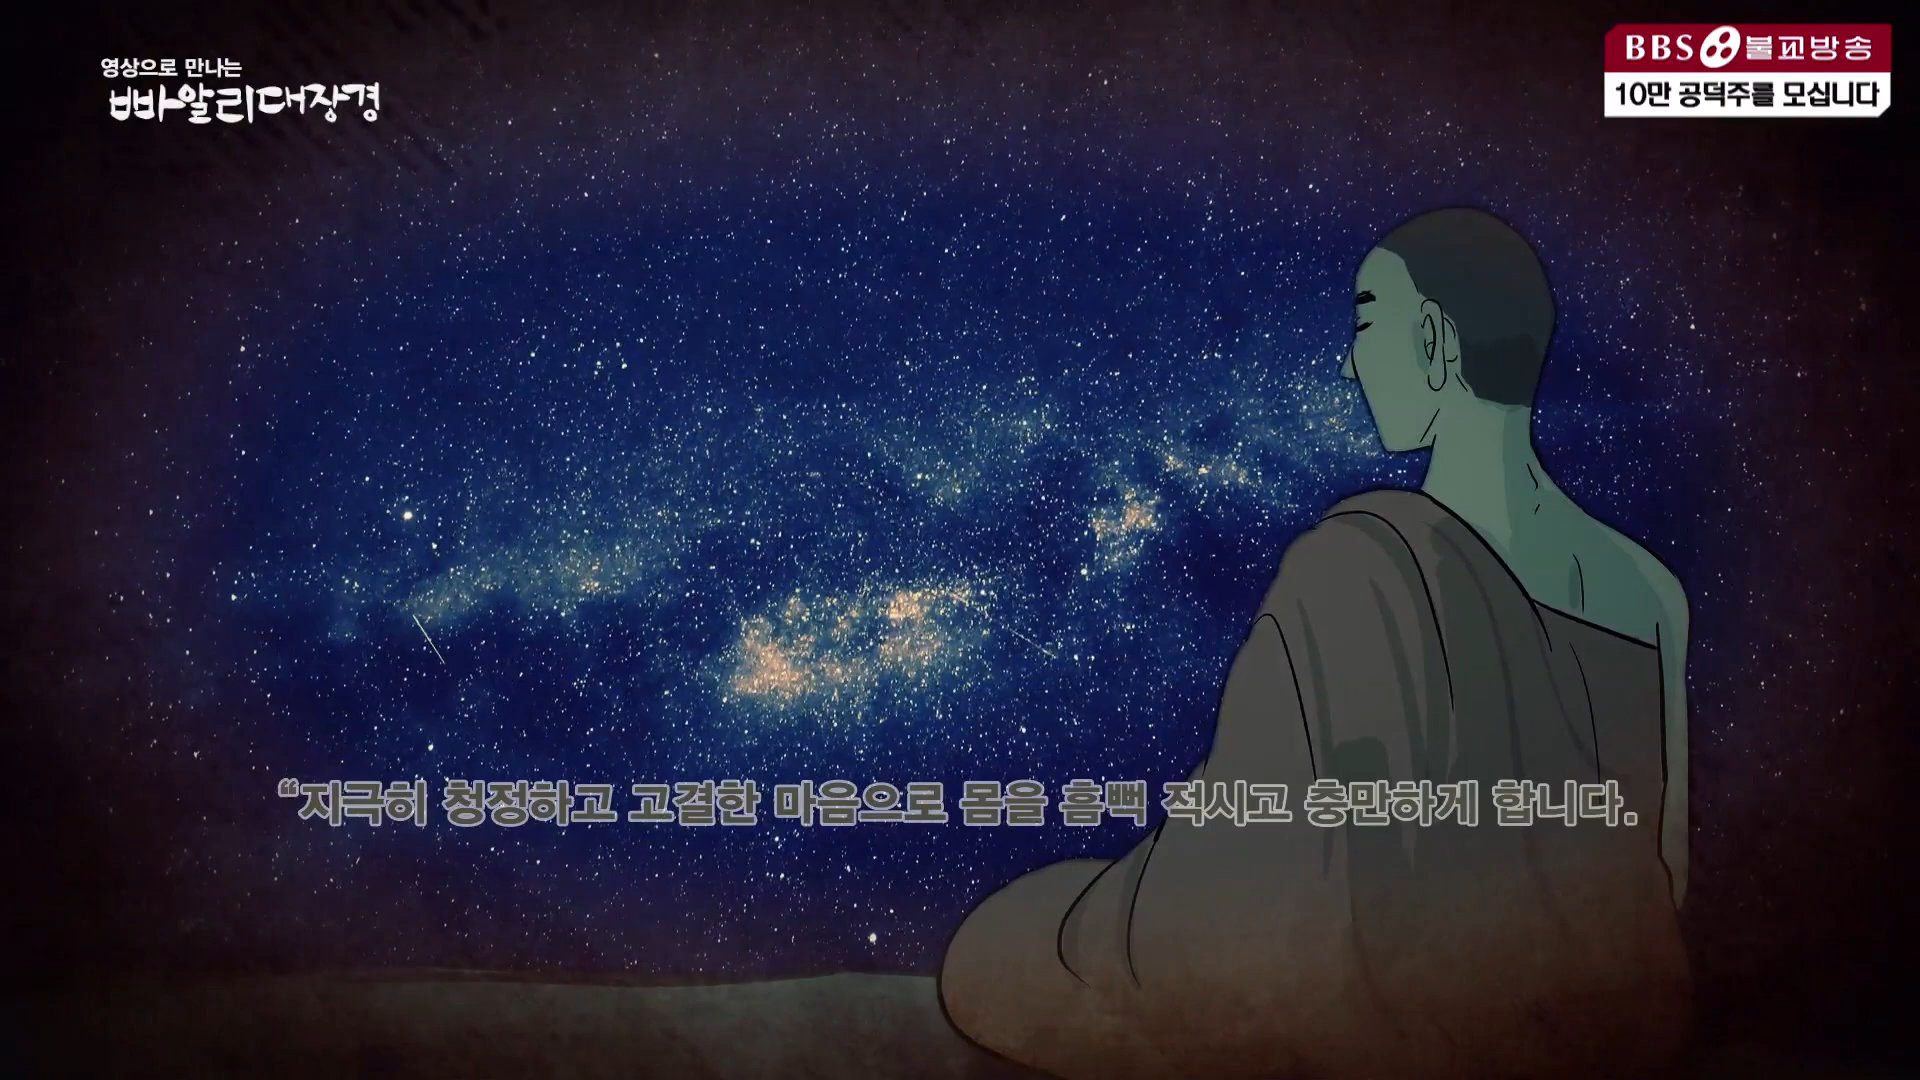 영상으로 만나는
빠알리대장경
BBS 불교방송
10만 공덕주를 모십니다
“지극히 청정하고 고결한 마음으로 몸을 흠뻑 적시고 충만하게 합니다.